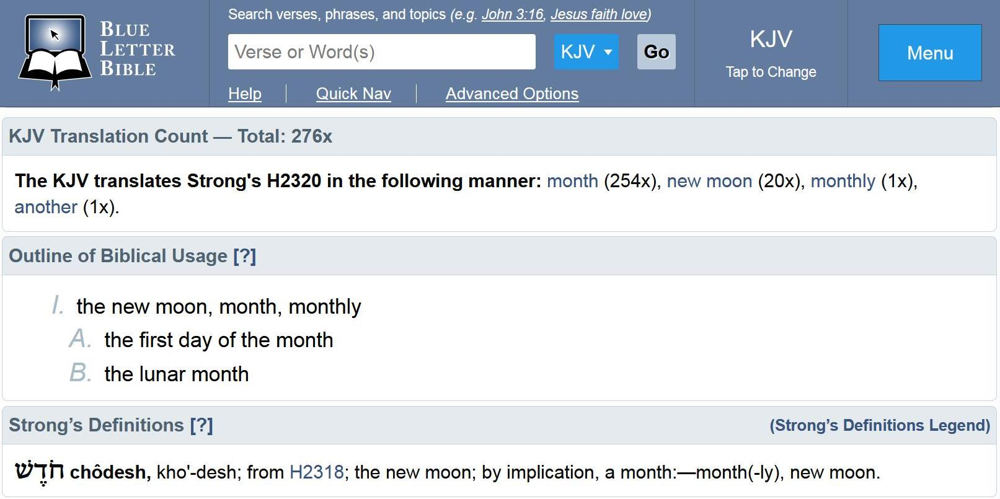 BLUE
LETTER
BIBLE
Search verses, phrases, and topics (e.g. John 3:16, Jesus faith love)
Verse or Word(s)
KJV
Go
Help
Quick Nav
Advanced Options
KJV
Tap to Change
Menu
KJV Translation Count — Total: 276x
The KJV translates Strong's H2320 in the following manner: month (254x), new moon (20x), monthly (1x),
another (1x).
Outline of Biblical Usage [?]
I. the new moon, month, monthly
A. the first day of the month
B. the lunar month
Strong’s Definitions [?]
(Strong’s Definitions Legend)
חֹדֶשׁ chôdesh, kho'-desh; from H2318; the new moon; by implication, a month:—month(-ly), new moon.